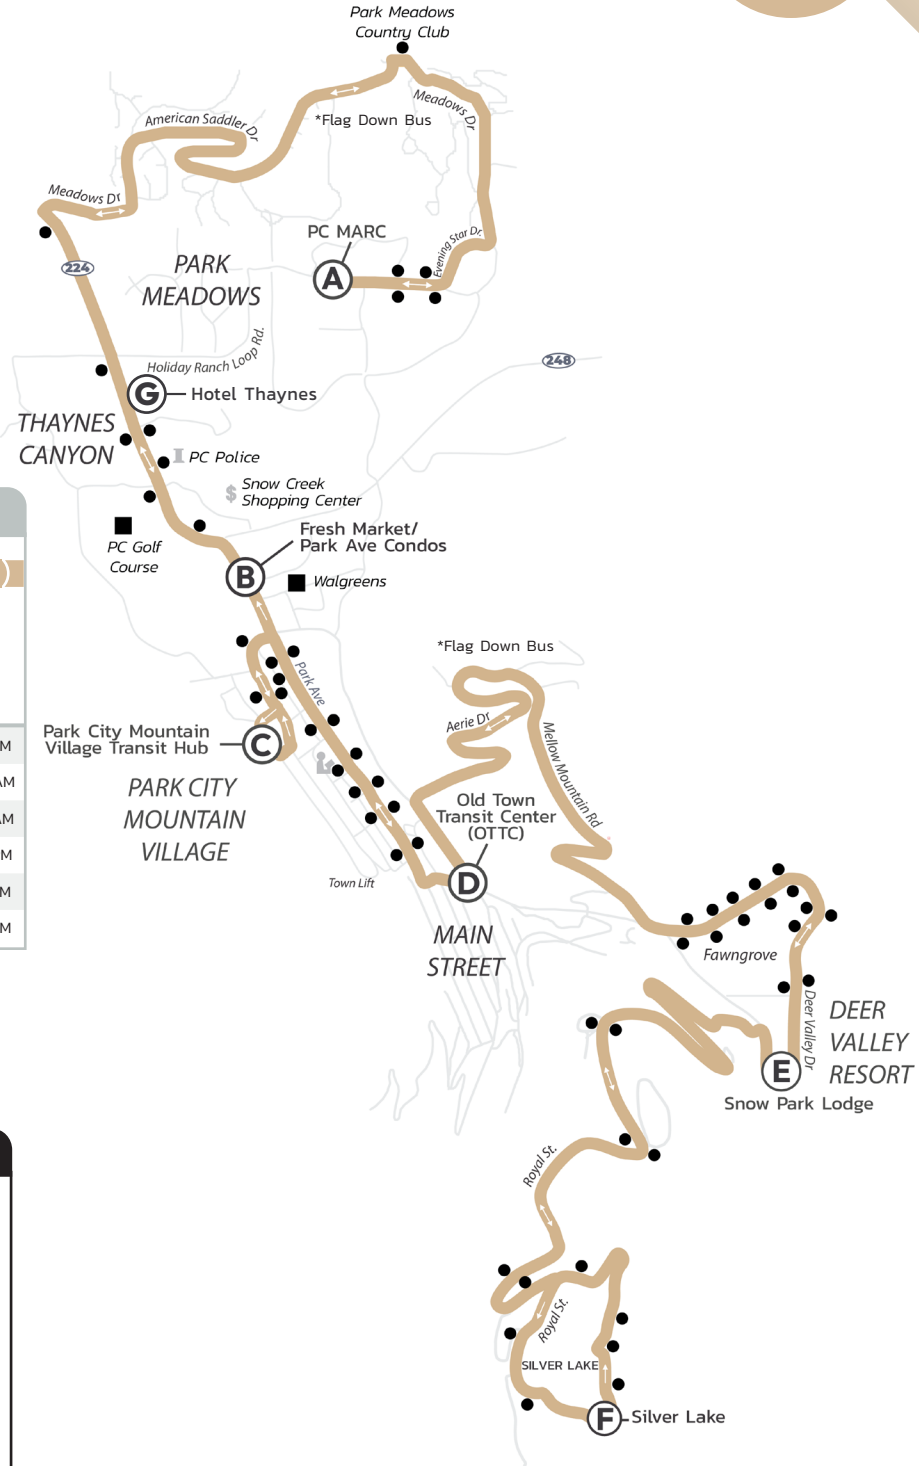 Park Meadows
Country Club
Meadows Dr
*Flag Down Bus
American Saddler Dr
Meadows Dr
224
PARK
MEADOWS
PC MARC
A
Evening Star Dr.
Holiday Ranch Loop Rd.
248
G
Hotel Thaynes
THAYNES
CANYON
PC Police
$
Snow Creek
Shopping Center
PC Golf
Course
Fresh Market/
Park Ave Condos
B
Walgreens
Park Ave
*Flag Down Bus
Aerie Dr
Mellow Mountain Rd
Park City Mountain
Village Transit Hub
C
PARK CITY
MOUNTAIN
VILLAGE
Old Town
Transit Center
(OTTC)
Town Lift
D
MAIN
STREET
Fawngrove
Deer Valley Dr
DEER
VALLEY
RESORT
E
Snow Park Lodge
Royal St.
Royal St.
SILVER LAKE
F
Silver Lake
M
AM
AM
M
M
M